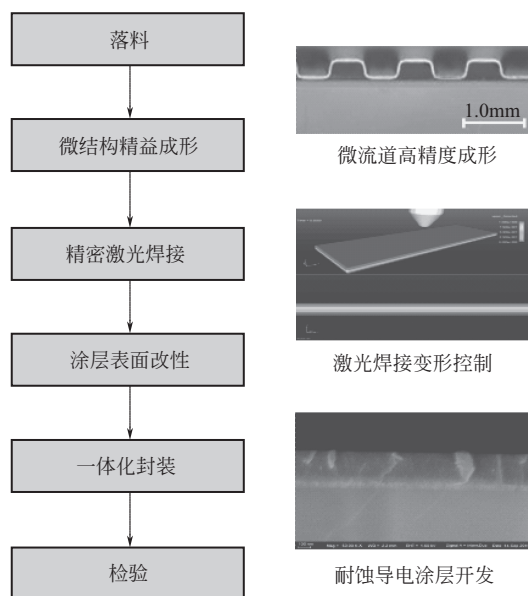 落料
微结构精益成形
精密激光焊接
涂层表面改性
一体化封装
检验
1.0mm
微流道高精度成形
激光焊接变形控制
耐蚀导电涂层开发